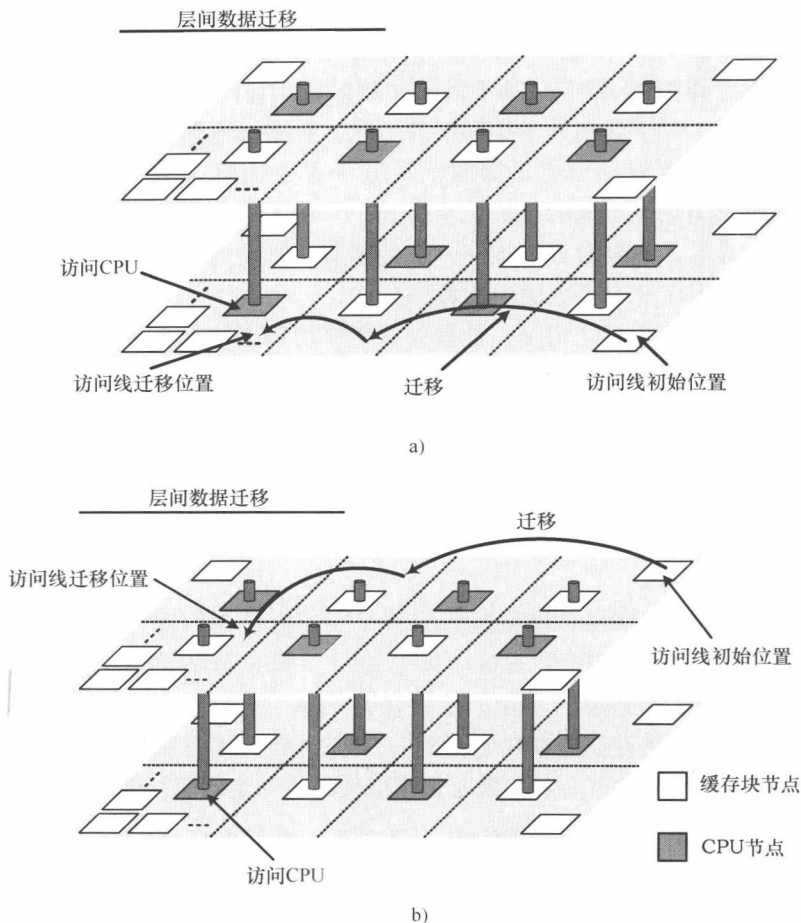 层间数据迁移
访问CPU
访问线迁移位置
迁移
访问线初始位置
a)
层间数据迁移
迁移
访问线迁移位置
访问线初始位置
缓存块节点
CPU节点
访问CPU
b)